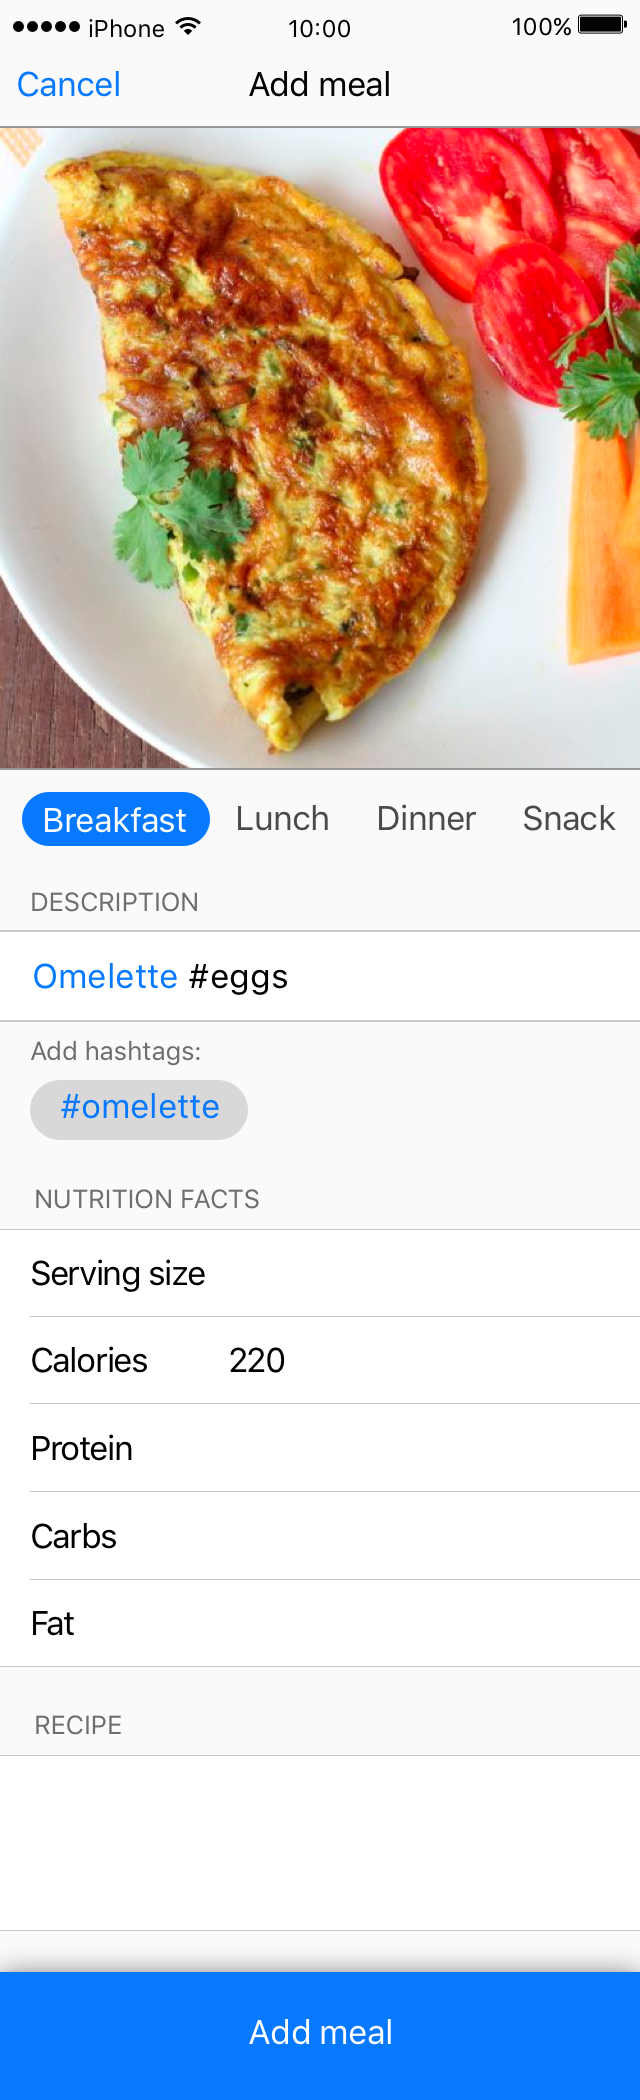 iPhone 10:00 100%
Cancel Add meal
Breakfast Lunch Dinner Snack
DESCRIPTION
Omelette #eggs
Add hashtags:
#omelette
NUTRITION FACTS
Serving size
Calories 220
Protein
Carbs
Fat
RECIPE
Add meal